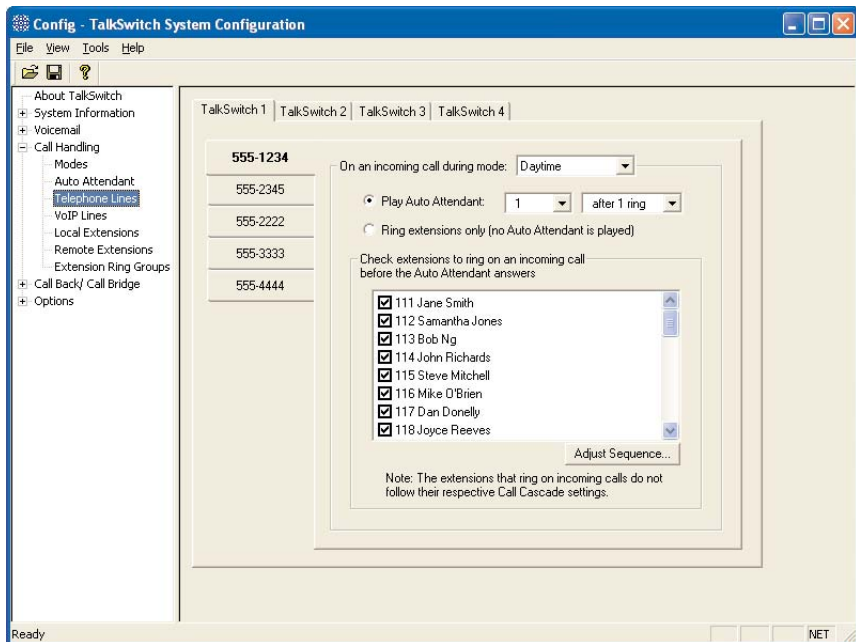 Config - TalkSwitch System Configuration
File View Tools Help
About TalkSwitch
System Information
Voicemail
Call Handling
Modes
Auto Attendant
Telephone Lines
VoIP Lines
Local Extensions
Remote Extensions
Extension Ring Groups
Call Back/ Call Bridge
Options
TalkSwitch 1 TalkSwitch 2 TalkSwitch 3 TalkSwitch 4
555-1234
555-2345
555-2222
555-3333
555-4444
On an incoming call during mode: Daytime
Play Auto Attendant: 1 after 1 ring
Ring extensions only (no Auto Attendant is played)
Check extensions to ring on an incoming call
before the Auto Attendant answers
111 Jane Smith
112 Samantha Jones
113 Bob Ng
114 John Richards
115 Steve Mitchell
116 Mike O'Brien
117 Dan Donelly
118 Joyce Reeves
Adjust Sequence...
Note: The extensions that ring on incoming calls do not
follow their respective Call Cascade settings.
Ready NET